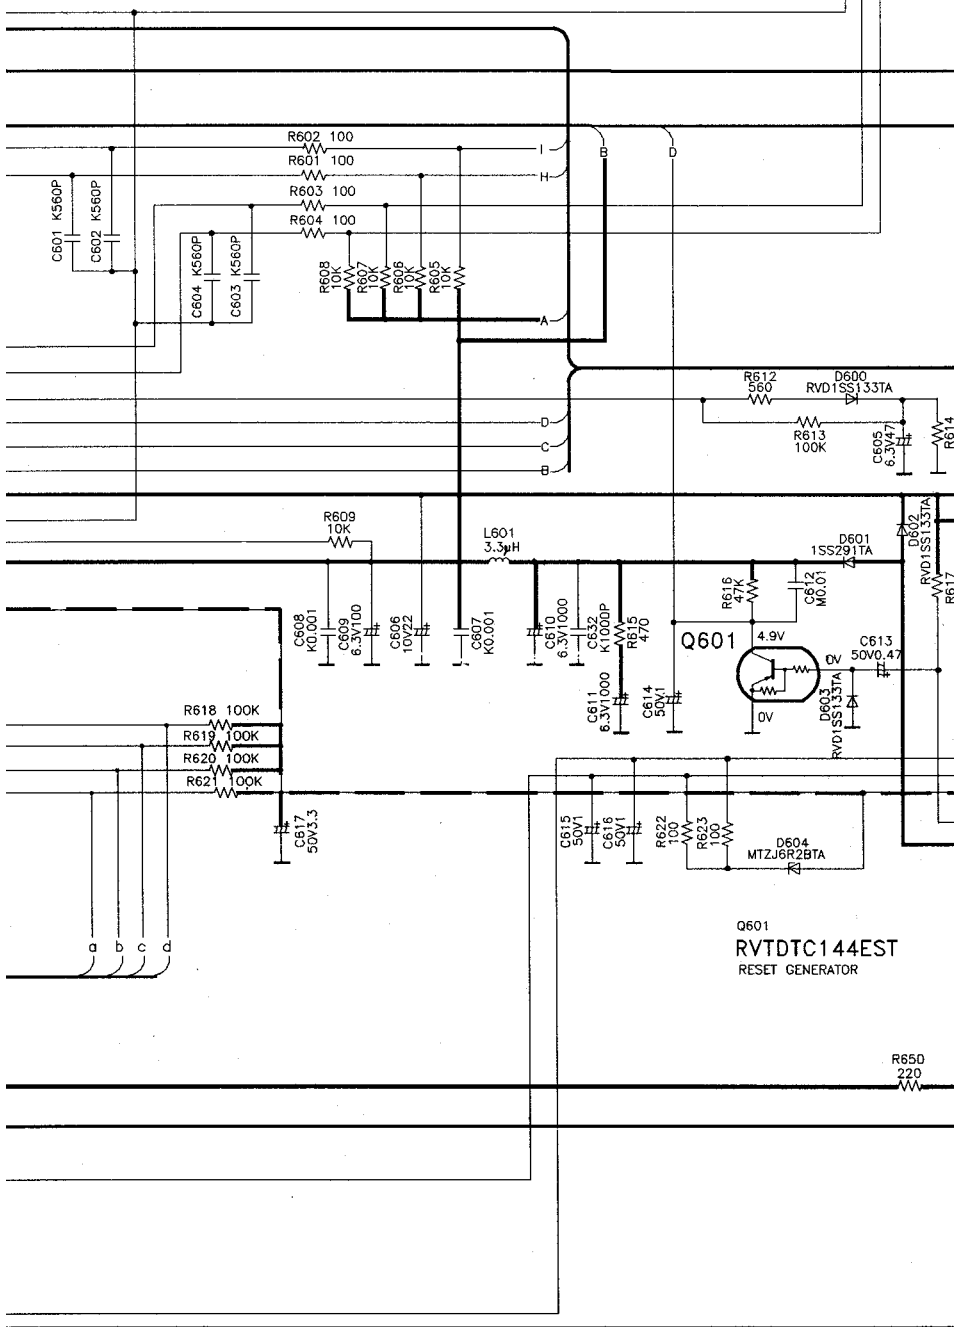 R602 100
I
B
D
R601 100
H
C601 K560P
C602 K560P
R603 100
R604 100
C604 K560P
C603 K560P
R608
10K
R607
10K
R606
10K
R605
10K
A
R612
560
D600
RVD1SS133TA
R613
100K
C605
6.3V47
R614
D
C
B
R609
10K
L601
3.3µH
D601
1SS291TA
D602
RVD1SS133TA
R617
R616
47K
C612
M0.01
C608
K0.001
C609
6.3V100
C606
10V22
C607
K0.001
C610
6.3V1000
C632
K1000P
R615
470
Q601
4.9V
0V
0V
C613
50V0.47
D603
RVD1SS133TA
C611
6.3V1000
C614
50V.1
R618 100K
R619 100K
R620 100K
R621 100K
C617
50V3.3
C615
50V1
C616
50V1
R622
100
R623
100
D604
MTZJ6R2BTA
a b c d
Q601
RVTDTC144EST
RESET GENERATOR
R650
220